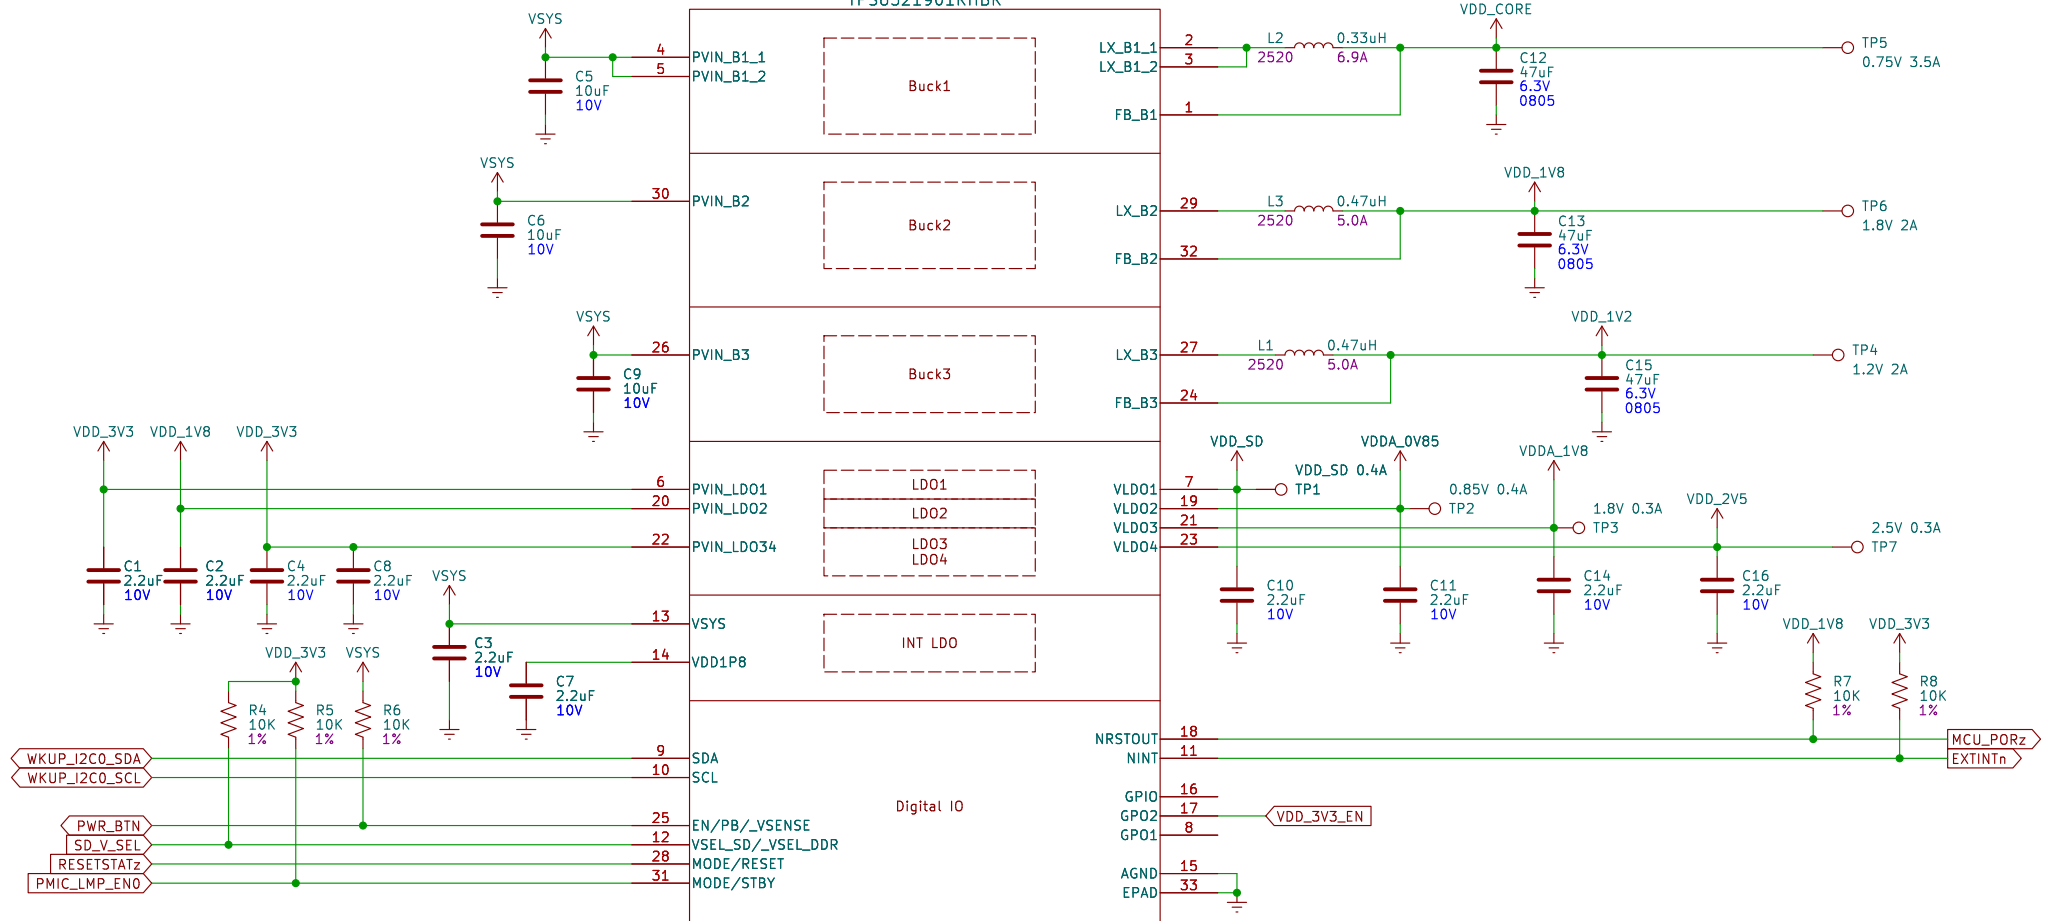 TPS6521901RHBR
VSYS
4
PVIN_B1_1
5
PVIN_B1_2
C5
10uF
10V
Buck1
LX_B1_1
2
LX_B1_2
3
FB_B1
1
L2
0.33uH
2520
6.9A
VDD_CORE
C12
47uF
6.3V
0805
TP5
0.75V 3.5A
VSYS
30
PVIN_B2
C6
10uF
10V
Buck2
LX_B2
29
FB_B2
32
L3
0.47uH
2520
5.0A
VDD_1V8
C13
47uF
6.3V
0805
TP6
1.8V 2A
VSYS
26
PVIN_B3
C9
10uF
10V
Buck3
LX_B3
27
FB_B3
24
L1
0.47uH
2520
5.0A
VDD_1V2
C15
47uF
6.3V
0805
TP4
1.2V 2A
VDD_3V3
VDD_1V8
VDD_3V3
6
PVIN_LDO1
20
PVIN_LDO2
22
PVIN_LDO34
C1
2.2uF
10V
C2
2.2uF
10V
C4
2.2uF
10V
C8
2.2uF
10V
LDO1
LDO2
LDO3
LDO4
VLDO1
7
VLDO2
19
VLDO3
21
VLDO4
23
VDD_SD
VDD_SD 0.4A
TP1
C10
2.2uF
10V
VDDA_0V85
0.85V 0.4A
TP2
C11
2.2uF
10V
VDDA_1V8
1.8V 0.3A
TP3
C14
2.2uF
10V
VDD_2V5
2.5V 0.3A
TP7
C16
2.2uF
10V
VSYS
13
VSYS
C3
2.2uF
10V
14
VDD1P8
C7
2.2uF
10V
INT LDO
VDD_3V3
VSYS
R4
10K
1%
R5
10K
1%
R6
10K
1%
VDD_1V8
VDD_3V3
R7
10K
1%
R8
10K
1%
WKUP_I2C0_SDA
9
SDA
WKUP_I2C0_SCL
10
SCL
PWR_BTN
25
EN/PB/_VSENSE
SD_V_SEL
12
VSEL_SD/_VSEL_DDR
RESETSTATz
28
MODE/RESET
PMIC_LMP_EN0
31
MODE/STBY
Digital IO
NRSTOUT
18
MCU_PORz
NINT
11
EXTINTn
GPIO
16
GPO2
17
VDD_3V3_EN
GPO1
8
AGND
15
EPAD
33